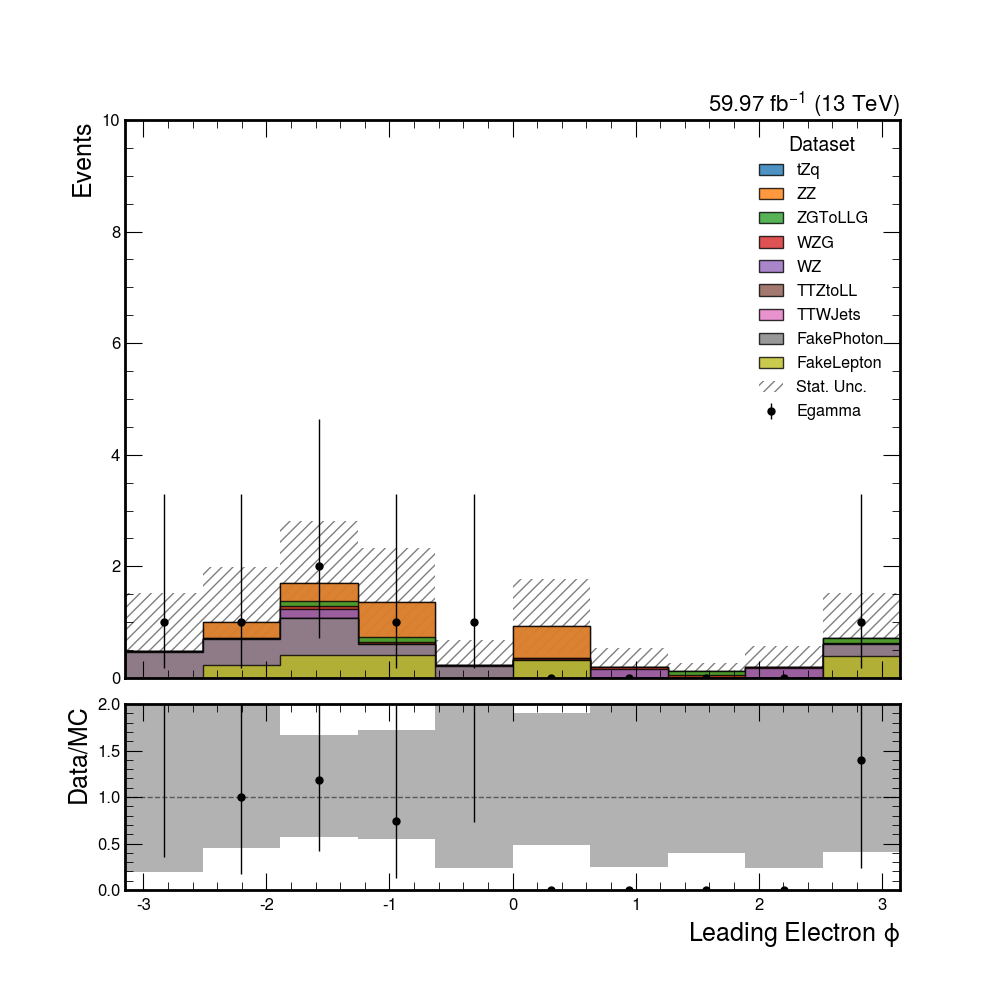 59.97 fb⁻¹ (13 TeV)
Events
10
8
6
4
2
0
Dataset
tZq
ZZ
ZGToLLG
WZG
WZ
TTZtoLL
TTWJets
FakePhoton
FakeLepton
Stat. Unc.
Egamma
Data/MC
2.0
1.5
1.0
0.5
0.0
-3 -2 -1 0 1 2 3
Leading Electron ϕ